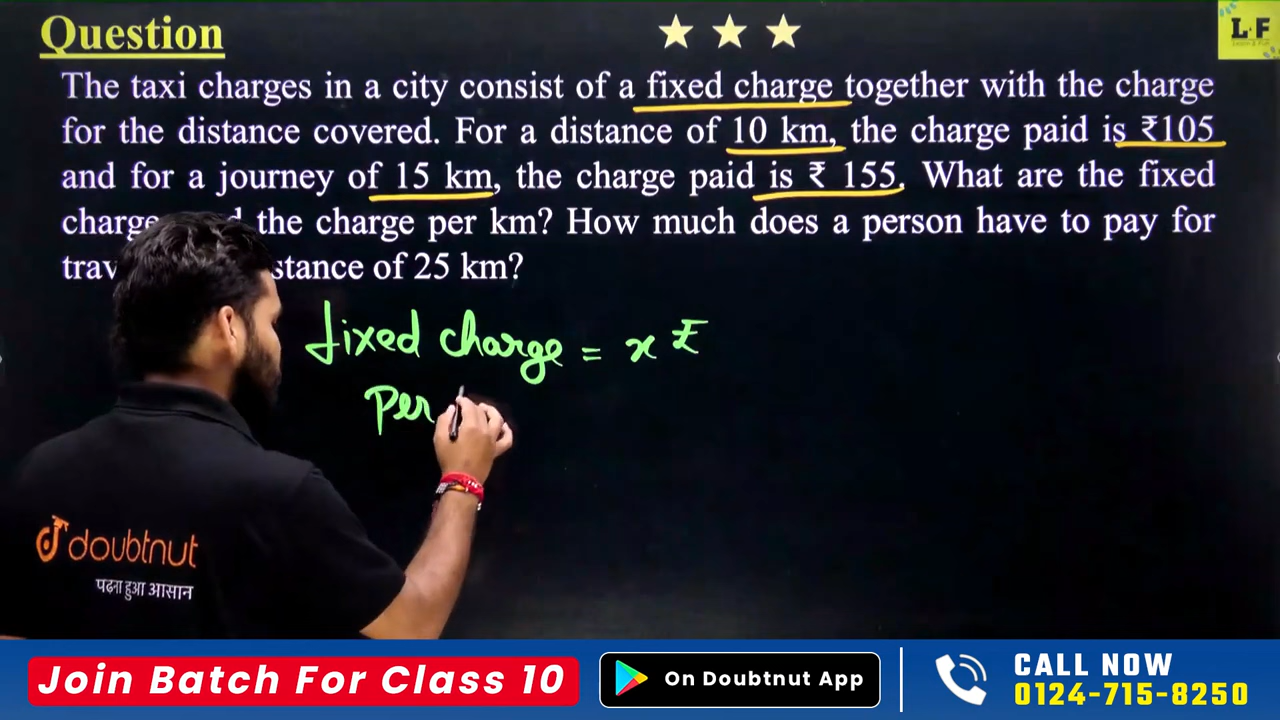 Question
L F
The taxi charges in a city consist of a fixed charge together with the charge
for the distance covered. For a distance of 10 km, the charge paid is ₹105
and for a journey of 15 km, the charge paid is ₹ 155. What are the fixed
the charge per km? How much does a person have to pay for
of 25 km?
fixed charge = x ₹
Per
doubtnut
पढ़ना हुआ आसान
Join Batch For Class 10
On Doubtnut App
CALL NOW
0124-715-8250